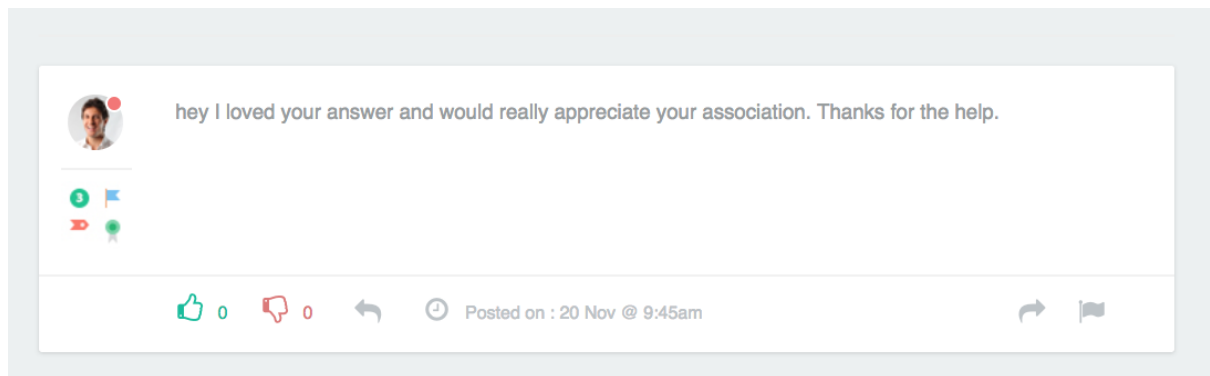 hey I loved your answer and would really appreciate your association. Thanks for the help.
3
0 0 Posted on : 20 Nov @ 9:45am